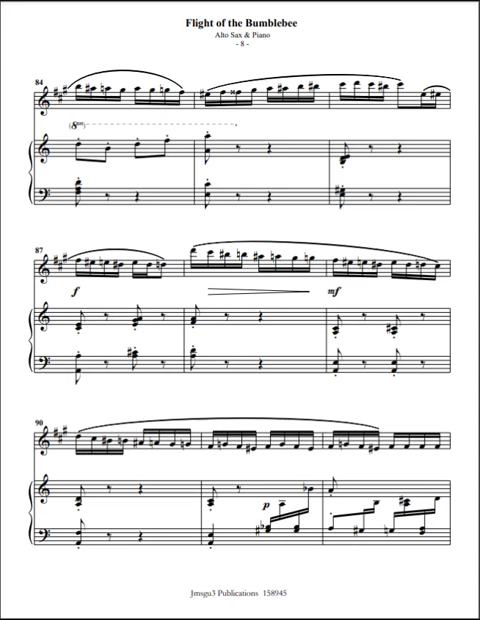 Flight of the Bumblebee
Alto Sax & Piano
- 8 -
84
8va
87
f
mf
90
p
Jmsgu3 Publications 158945